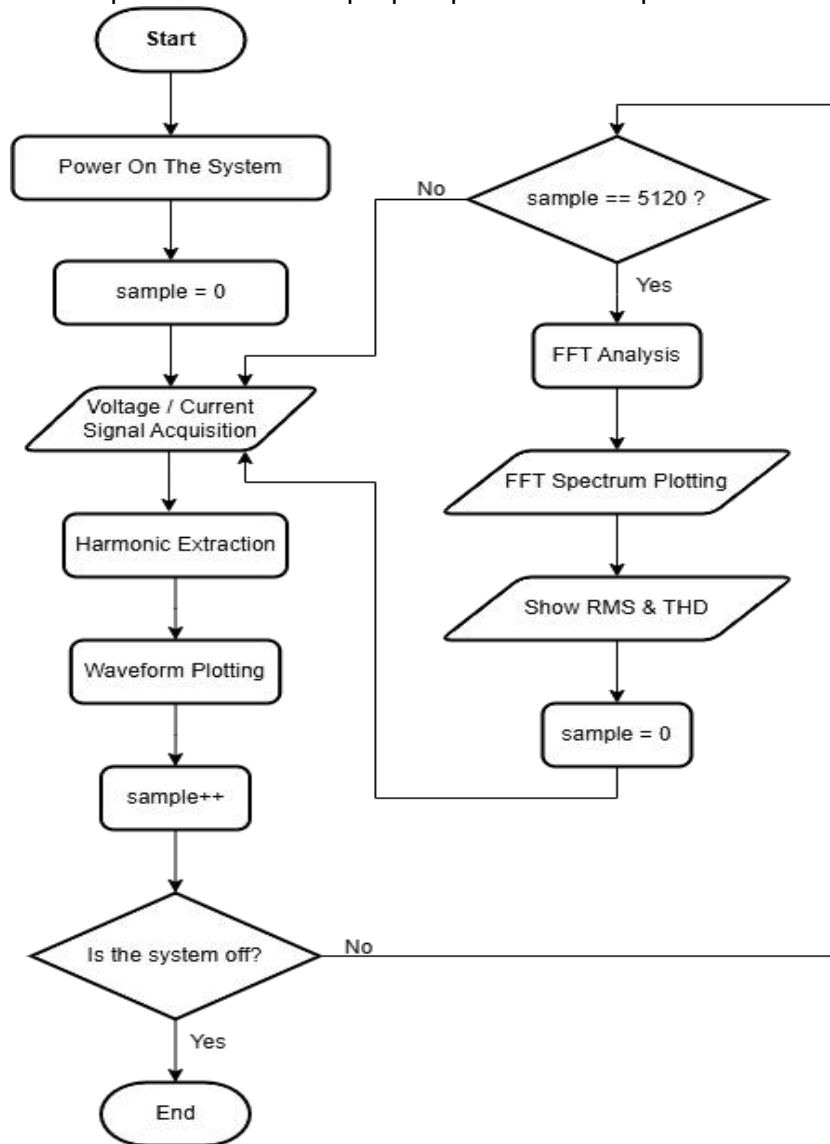 Start
Power On The System
sample = 0
Voltage / Current
Signal Acquisition
Harmonic Extraction
Waveform Plotting
sample++
Is the system off?
No
Yes
End
sample == 5120 ?
No
Yes
FFT Analysis
FFT Spectrum Plotting
Show RMS & THD
sample = 0